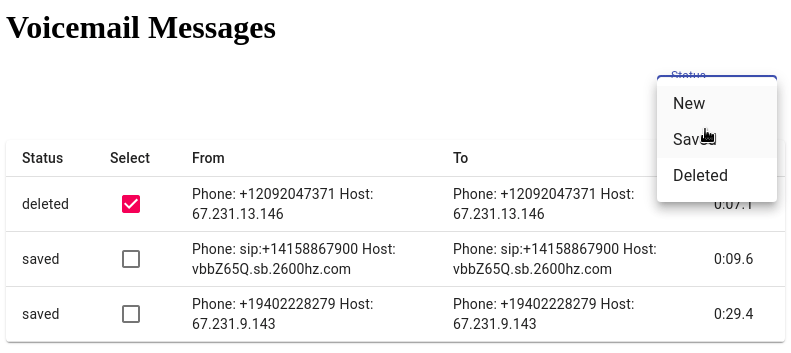 Voicemail Messages
Status
New
Saved
Deleted
Status Select From To
deleted Phone: +12092047371 Host: Phone: +12092047371 Host: 0:07.1
67.231.13.146 67.231.13.146
saved Phone: sip:+14158867900 Host: Phone: sip:+14158867900 Host: 0:09.6
vbbZ65Q.sb.2600hz.com vbbZ65Q.sb.2600hz.com
saved Phone: +19402228279 Host: Phone: +19402228279 Host: 0:29.4
67.231.9.143 67.231.9.143